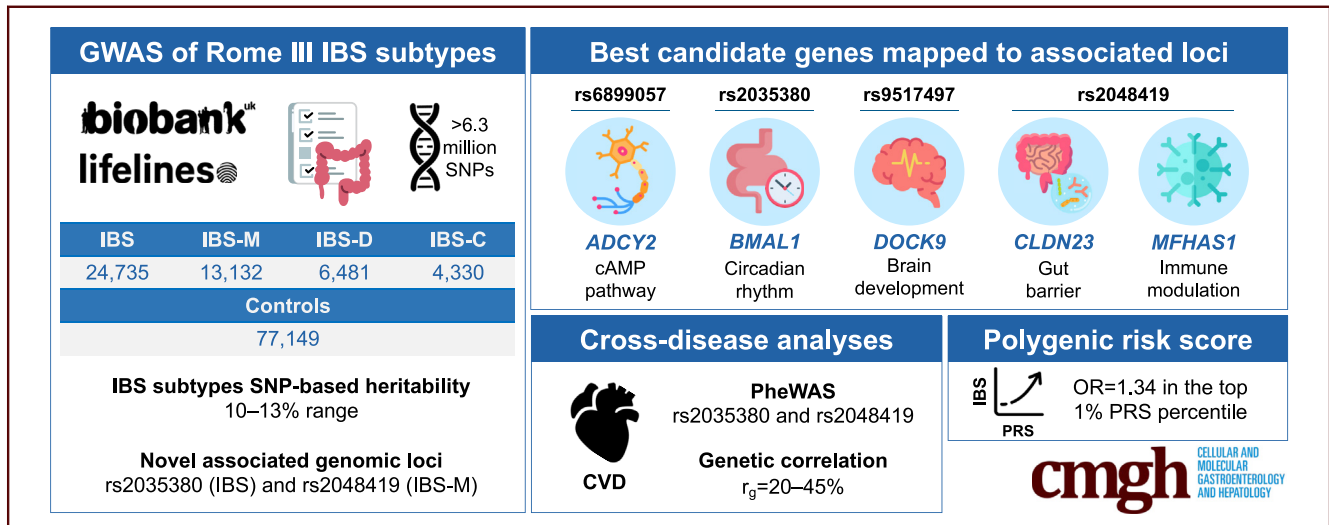 GWAS of Rome III IBS subtypes
biobank uk
lifelines
>6.3
million
SNPs
IBS IBS-M IBS-D IBS-C
24,735 13,132 6,481 4,330
Controls
77,149
IBS subtypes SNP-based heritability
10–13% range
Novel associated genomic loci
rs2035380 (IBS) and rs2048419 (IBS-M)
Best candidate genes mapped to associated loci
rs6899057 rs2035380 rs9517497 rs2048419
ADCY2 BMAL1 DOCK9 CLDN23 MFHAS1
cAMP Circadian Brain Gut Immune
pathway rhythm development barrier modulation
Cross-disease analyses
CVD
PheWAS
rs2035380 and rs2048419
Genetic correlation
rg=20–45%
Polygenic risk score
IBS
PRS
OR=1.34 in the top
1% PRS percentile
cmgh
CELLULAR AND
MOLECULAR
GASTROENTEROLOGY
AND HEPATOLOGY